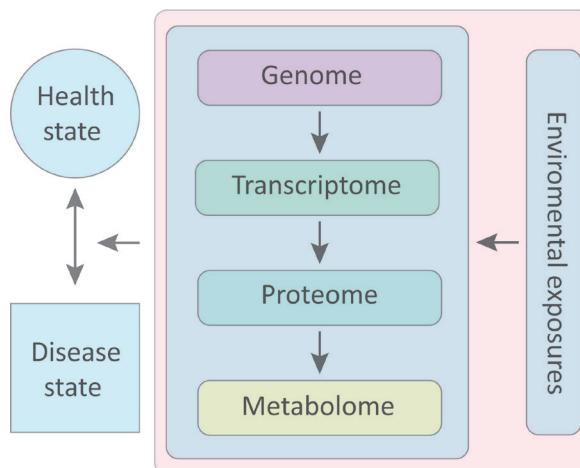 Health
state
Disease
state
Genome
Transcriptome
Proteome
Metabolome
Enviromental exposures